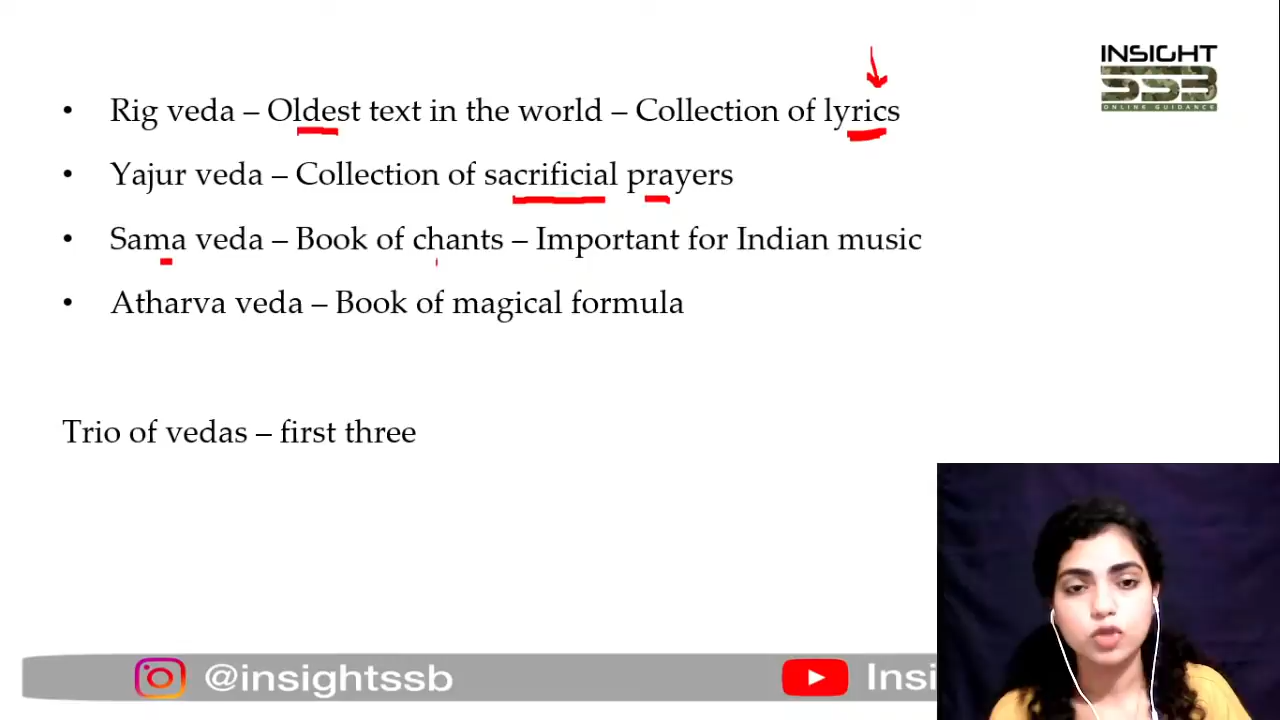 INSIGHT
SSB
ONLINE GUIDANCE
• Rig veda – Oldest text in the world – Collection of lyrics
• Yajur veda – Collection of sacrificial prayers
• Sama veda – Book of chants – Important for Indian music
• Atharva veda – Book of magical formula
Trio of vedas – first three
@insightssb
Insi